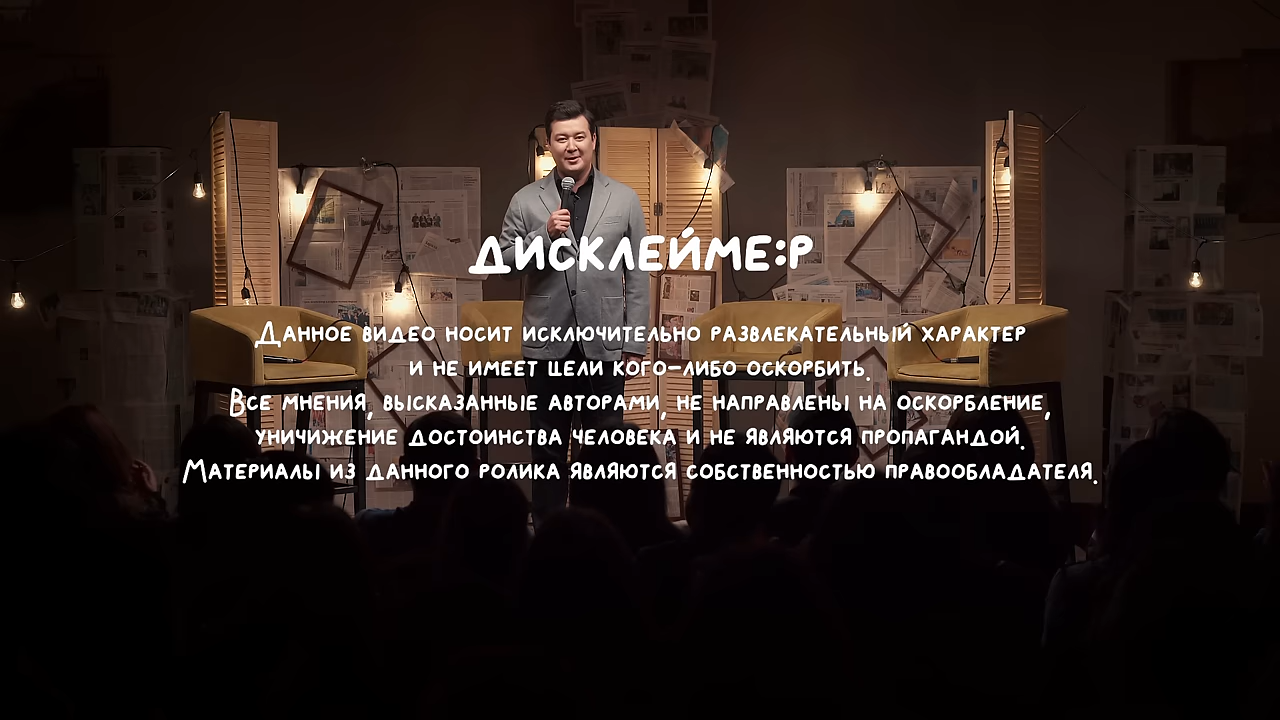 ДИСКЛЕЙМЕ:Р
Данное видео носит исключительно развлекательный характер
и не имеет цели кого-либо оскорбить.
Все мнения, высказанные авторами, не направлены на оскорбление,
уничижение достоинства человека и не являются пропагандой.
Материалы из данного ролика являются собственностью правообладателя.